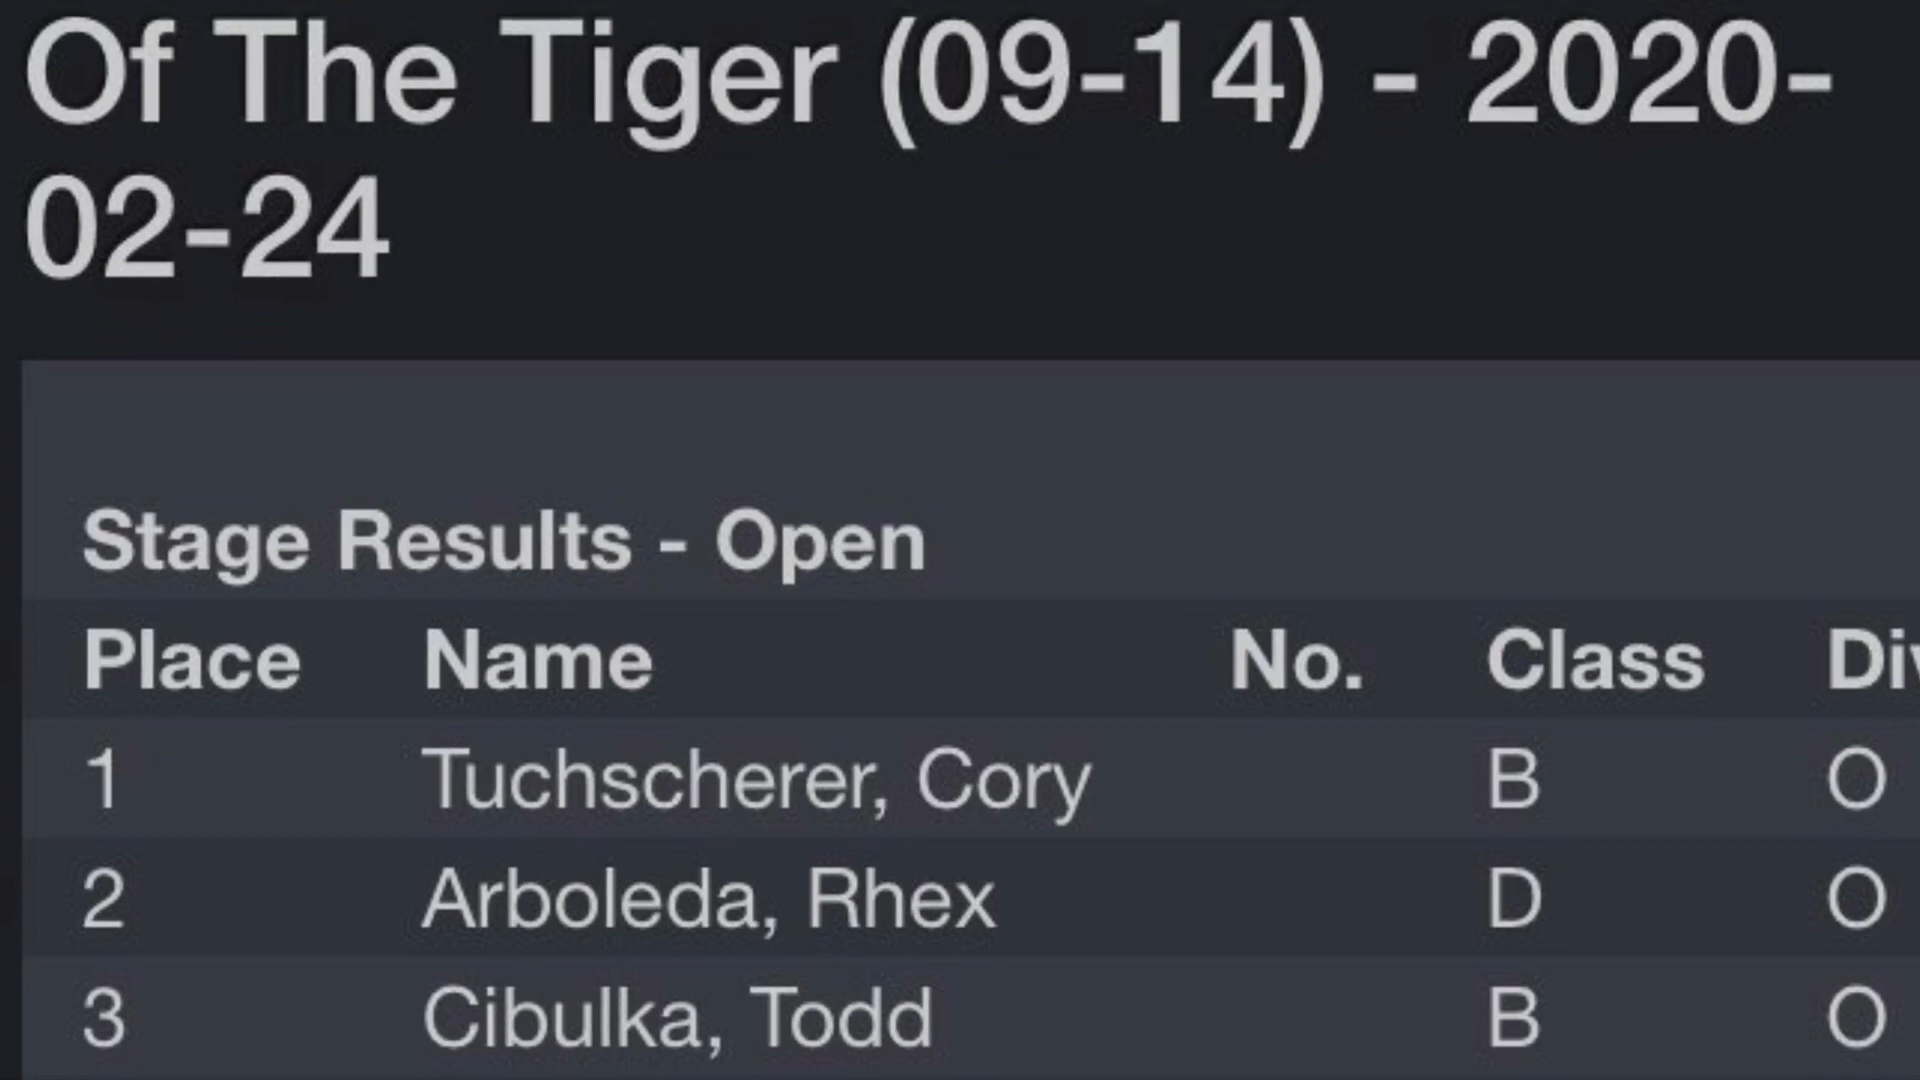 Of The Tiger (09-14) - 2020-
02-24
Stage Results - Open
Place Name No. Class Div
1 Tuchscherer, Cory B O
2 Arboleda, Rhex D O
3 Cibulka, Todd B O